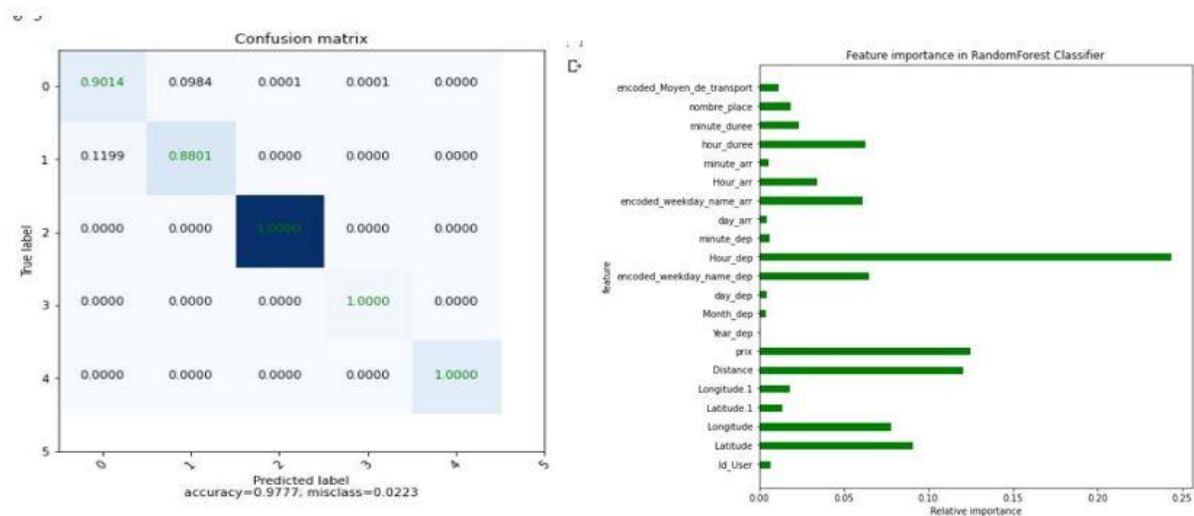 Confusion matrix
0 0.9014 0.0984 0.0001 0.0001 0.0000
1 0.1199 0.8801 0.0000 0.0000 0.0000
2 0.0000 0.0000 1.0000 0.0000 0.0000
3 0.0000 0.0000 0.0000 1.0000 0.0000
4 0.0000 0.0000 0.0000 0.0000 1.0000
5
True label
0 1 2 3 4 5
Predicted label
accuracy=0.9777; misclass=0.0223
Feature importance in RandomForest Classifier
encoded_Moyen_de_transport
nombre_place
minute_duree
hour_duree
minute_arr
Hour_arr
encoded_weekday_name_arr
day_arr
minute_dep
Hour_dep
encoded_weekday_name_dep
day_dep
Month_dep
Year_dep
prix
Distance
Longitude.1
Latitude.1
Longitude
Latitude
Id_User
feature
0.00 0.05 0.10 0.15 0.20 0.25
Relative importance